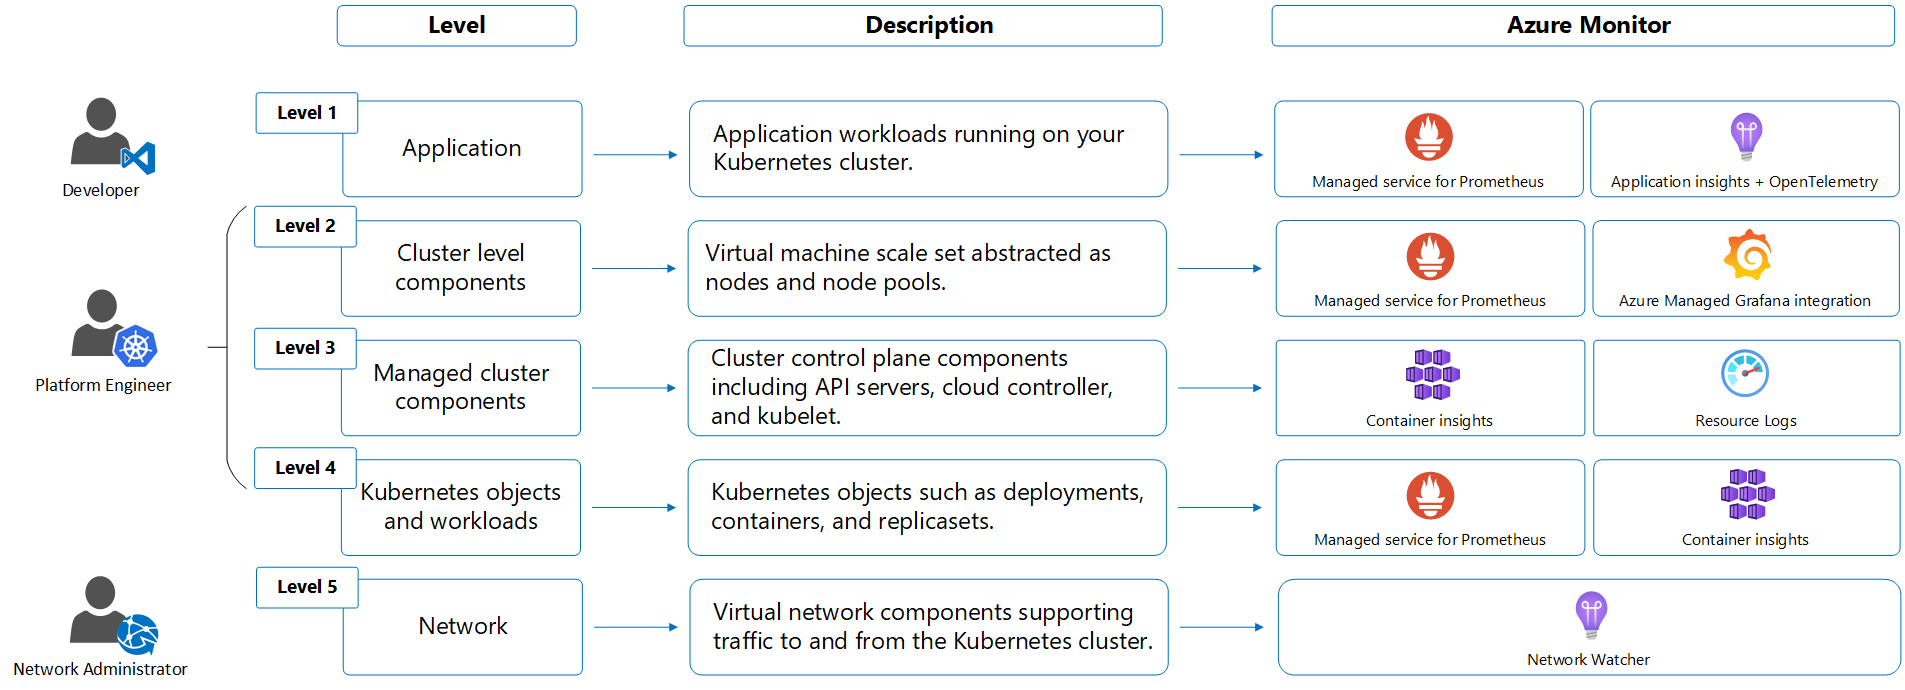 Level
Description
Azure Monitor
Developer
Level 1
Application
Application workloads running on your
Kubernetes cluster.
Managed service for Prometheus
Application insights + OpenTelemetry
Platform Engineer
Level 2
Cluster level
components
Virtual machine scale set abstracted as
nodes and node pools.
Managed service for Prometheus
Azure Managed Grafana integration
Level 3
Managed cluster
components
Cluster control plane components
including API servers, cloud controller,
and kubelet.
Container insights
Resource Logs
Level 4
Kubernetes objects
and workloads
Kubernetes objects such as deployments,
containers, and replicasets.
Managed service for Prometheus
Container insights
Network Administrator
Level 5
Network
Virtual network components supporting
traffic to and from the Kubernetes cluster.
Network Watcher